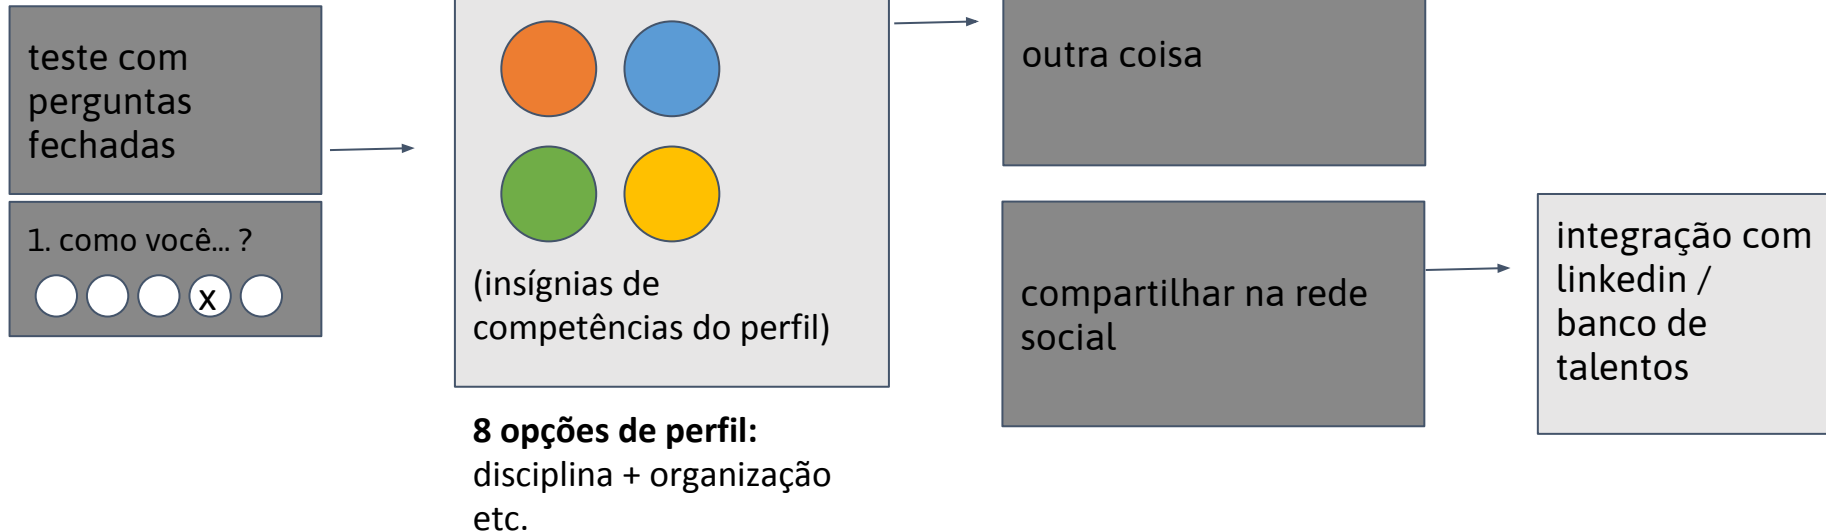 teste com
perguntas
fechadas
1. como você... ?
x
(insígnias de
competências do perfil)
8 opções de perfil:
disciplina + organização
etc.
outra coisa
compartilhar na rede
social
integração com
linkedin /
banco de
talentos